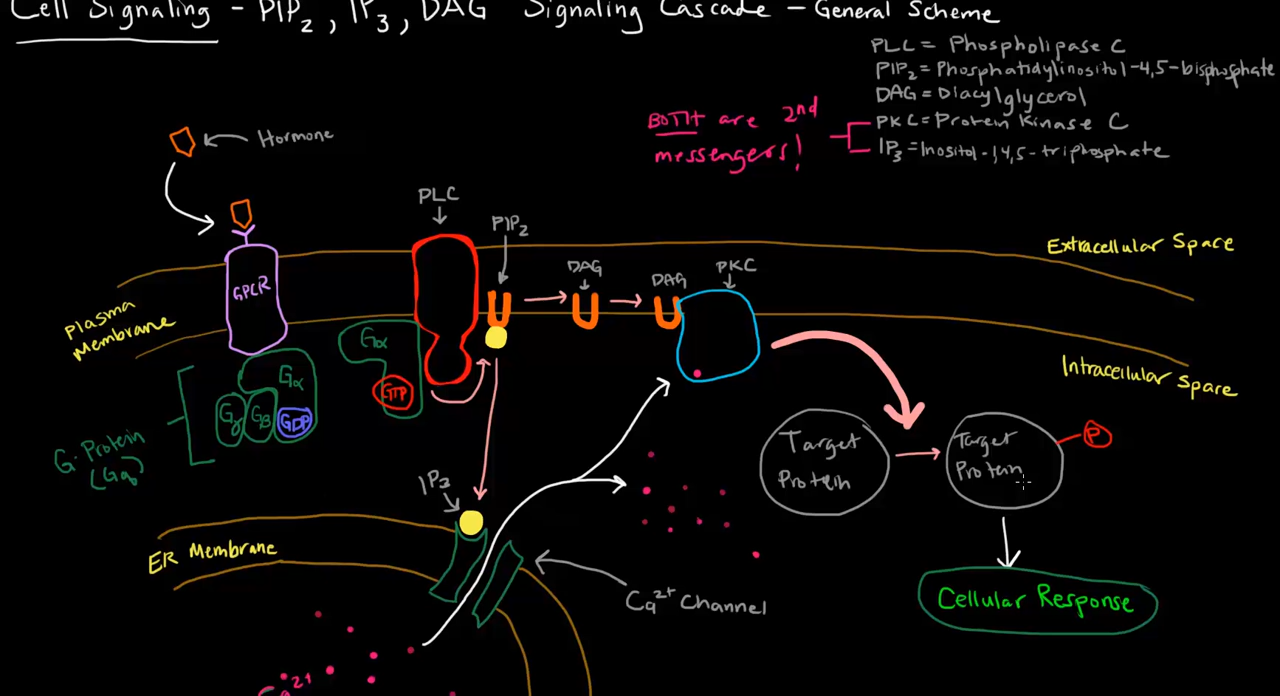 Cell Signaling - PIP2, IP3, DAG Signaling Cascade - General Scheme
PLC = Phospholipase C
PIP2 = Phosphatidylinositol-4,5-bisphosphate
DAG = Diacylglycerol
PKC = Protein Kinase C
IP3 = Inositol-1,4,5-triphosphate
BOTH are 2nd
messengers!
Hormone
PLC
PIP2
DAG
DAG
PKC
Extracellular Space
GPCR
Plasma
Membrane
Intracellular Space
Gα
GTP
Gα
Gγ
Gβ
GDP
G-Protein
(Gαq)
Target
Protein
Target
Protein
P
IP3
ER Membrane
Ca2+ Channel
Cellular Response
Ca2+